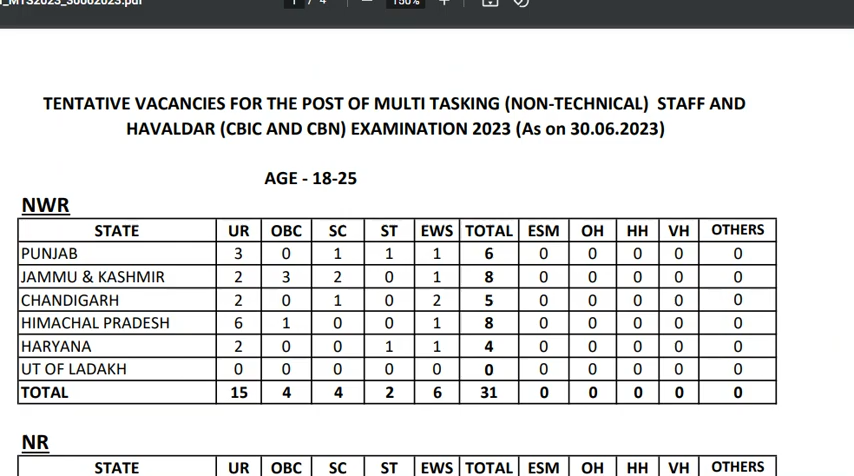 1 / 4 150%
TENTATIVE VACANCIES FOR THE POST OF MULTI TASKING (NON-TECHNICAL) STAFF AND
HAVALDAR (CBIC AND CBN) EXAMINATION 2023 (As on 30.06.2023)
AGE - 18-25
NWR
STATE UR OBC SC ST EWS TOTAL ESM OH HH VH OTHERS
PUNJAB 3 0 1 1 1 6 0 0 0 0 0
JAMMU & KASHMIR 2 3 2 0 1 8 0 0 0 0 0
CHANDIGARH 2 0 1 0 2 5 0 0 0 0 0
HIMACHAL PRADESH 6 1 0 0 1 8 0 0 0 0 0
HARYANA 2 0 0 1 1 4 0 0 0 0 0
UT OF LADAKH 0 0 0 0 0 0 0 0 0 0 0
TOTAL 15 4 4 2 6 31 0 0 0 0 0
NR
STATE UR OBC SC ST EWS TOTAL ESM OH HH VH OTHERS